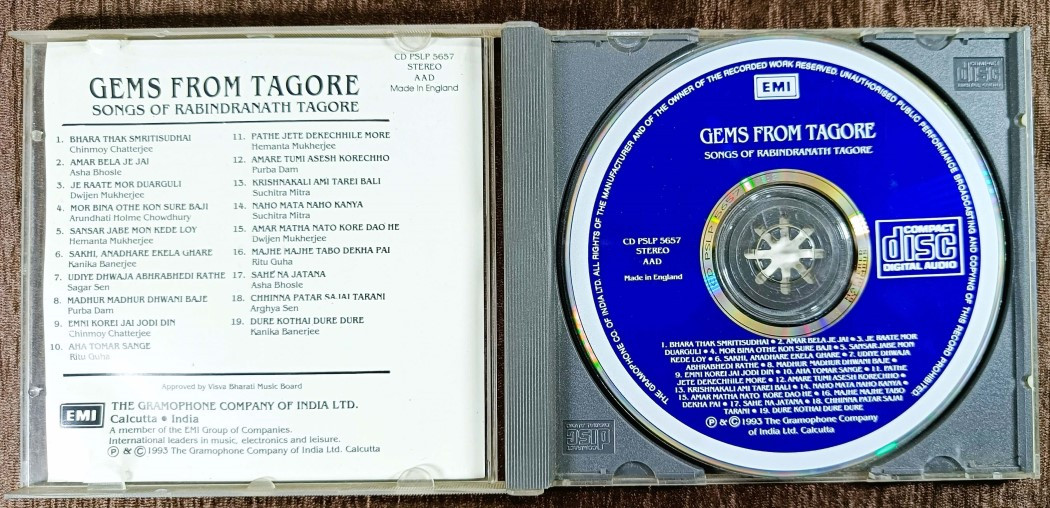 CD PSLP 5657
STEREO
AAD
Made in England
GEMS FROM TAGORE
SONGS OF RABINDRANATH TAGORE
1. BHARA THAK SMRITISUDHAI
Chinmoy Chatterjee
2. AMAR BELA JE JAI
Asha Bhosle
3. JE RAATE MOR DUARGULI
Dwijen Mukherjee
4. MOR BINA OTHE KON SURE BAJI
Arundhati Holme Chowdhury
5. SANSAR JABE MON KEDE LOY
Hemanta Mukherjee
6. SAKHI, ANADHARE EKELA GHARE
Kanika Banerjee
7. UDIYE DHWAJA ABHRABHEDI RATHE
Sagar Sen
8. MADHUR MADHUR DHWANI BAJE
Purba Dam
9. EMNI KOREI JAI JODI DIN
Chinmoy Chatterjee
10. AHA TOMAR SANGE
Ritu Guha
11. PATHE JETE DEKECHHILE MORE
Hemanta Mukherjee
12. AMARE TUMI ASESH KORECHHO
Purba Dam
13. KRISHNAKALI AMI TAREI BALI
Suchitra Mitra
14. NAHO MATA NAHO KANYA
Suchitra Mitra
15. AMAR MATHA NATO KORE DAO HE
Dwijen Mukherjee
16. MAJHE MAJHE TABO DEKHA PAI
Ritu Guha
17. SAHE NA JATANA
Asha Bhosle
18. CHHINNA PATAR SAJAI TARANI
Arghya Sen
19. DURE KOTHAI DURE DURE
Kanika Banerjee
Approved by Visva Bharati Music Board
EMI
THE GRAMOPHONE COMPANY OF INDIA LTD.
Calcutta • India
A member of the EMI Group of Companies.
International leaders in music, electronics and leisure.
Ⓟ & Ⓒ 1993 The Gramophone Company of India Ltd. Calcutta
THE GRAMOPHONE CO. OF INDIA LTD. ALL RIGHTS OF THE MANUFACTURER AND OF THE OWNER OF THE RECORDED WORK RESERVED. UNAUTHORISED PUBLIC PERFORMANCE BROADCASTING AND COPYING OF THIS RECORD PROHIBITED.
EMI
GEMS FROM TAGORE
SONGS OF RABINDRANATH TAGORE
CD PSLP 5657
STEREO
AAD
Made in England
COMPACT
disc
DIGITAL AUDIO
1. BHARA THAK SMRITISUDHAI • 2. AMAR BELA JE JAI • 3. JE RAATE MOR
DUARGULI • 4. MOR BINA OTHE KON SURE BAJI • 5. SANSAR JABE MON
KEDE LOY • 6. SAKHI, ANADHARE EKELA GHARE • 7. UDIYE DHWAJA
ABHRABHEDI RATHE • 8. MADHUR MADHUR DHWANI BAJE •
9. EMNI KOREI JAI JODI DIN • 10. AHA TOMAR SANGE • 11. PATHE
JETE DEKECHHILE MORE • 12. AMARE TUMI ASESH KORECHHO •
13. KRISHNAKALI AMI TAREI BALI • 14. NAHO MATA NAHO KANYA •
15. AMAR MATHA NATO KORE DAO HE • 16. MAJHE MAJHE TABO
DEKHA PAI • 17. SAHE NA JATANA • 18. CHHINNA PATAR SAJAI
TARANI • 19. DURE KOTHAI DURE DURE
Ⓟ & Ⓒ 1993 The Gramophone Company
of India Ltd. Calcutta
COMPACT
disc
disc